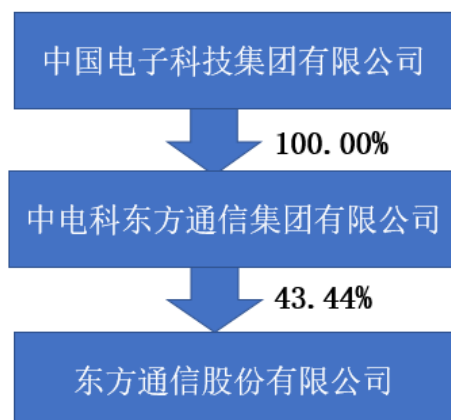 中国电子科技集团有限公司
100.00%
中电科东方通信集团有限公司
43.44%
东方通信股份有限公司